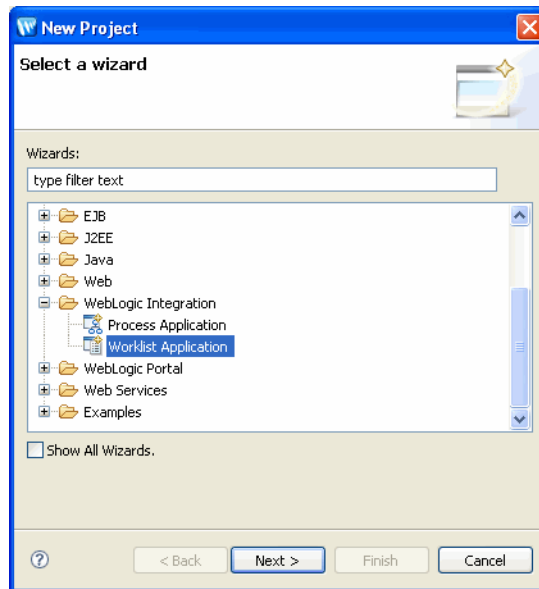 New Project
Select a wizard
Wizards:
type filter text
EJB
J2EE
Java
Web
WebLogic Integration
Process Application
Worklist Application
WebLogic Portal
Web Services
Examples
Show All Wizards.
? < Back Next > Finish Cancel